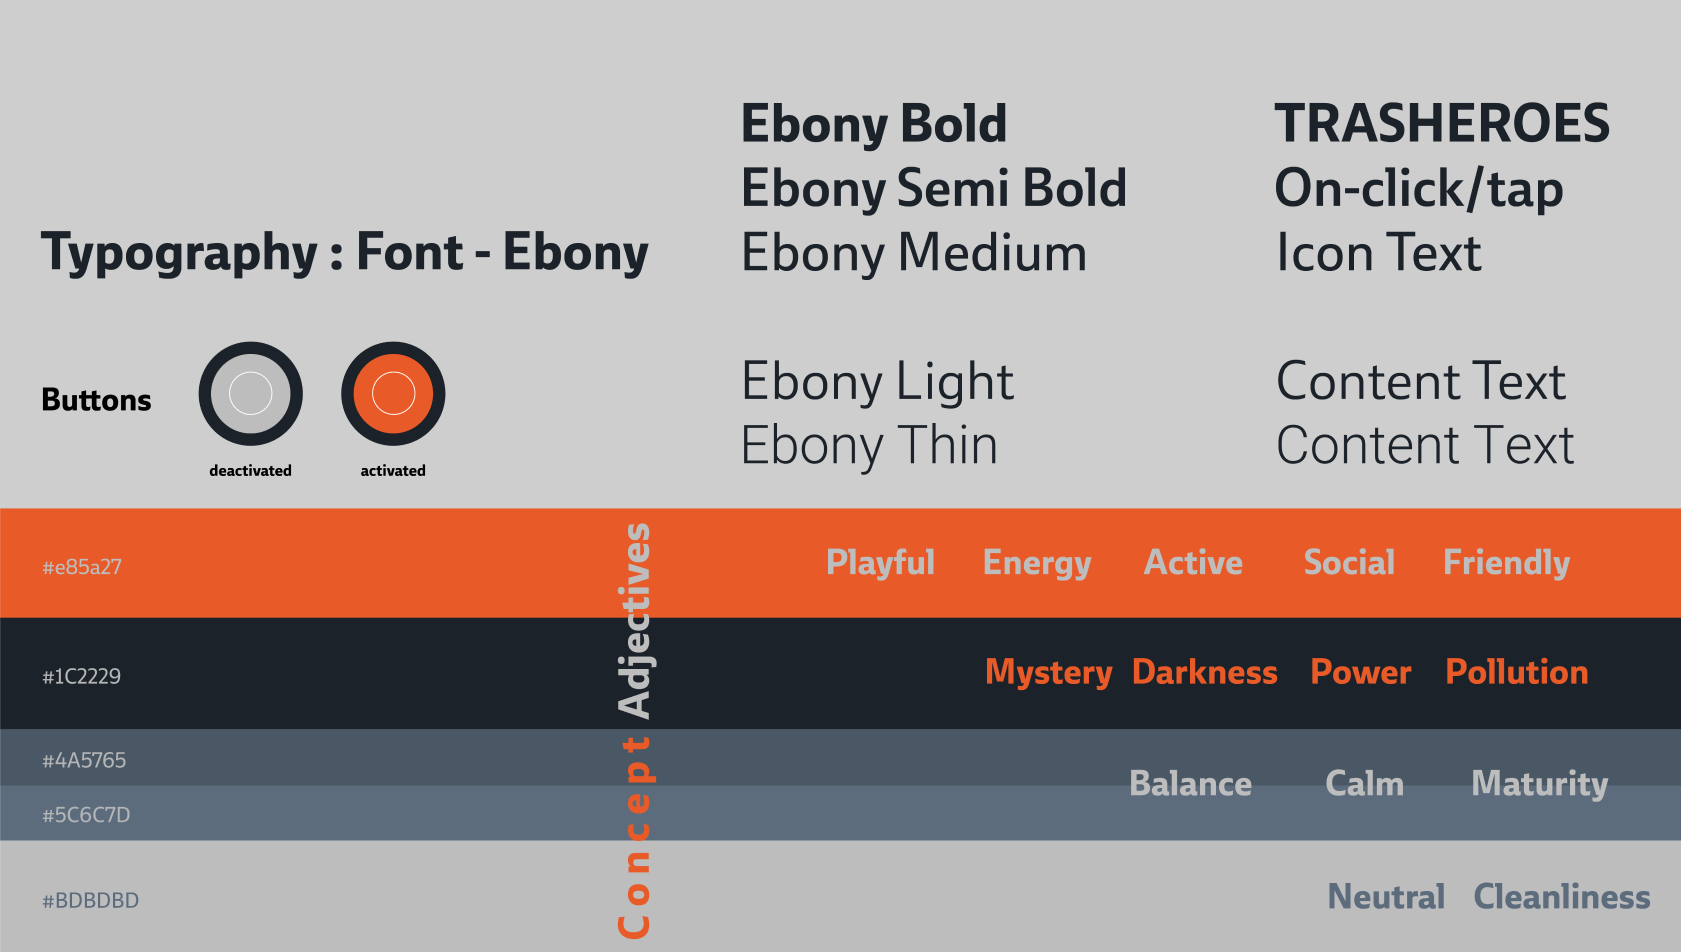 Ebony Bold
TRASHEROES
Ebony Semi Bold
On-click/tap
Typography : Font - Ebony
Ebony Medium
Icon Text
Ebony Light
Content Text
Ebony Thin
Content Text
Buttons
deactivated
activated
Concept Adjectives
#e85a27
Playful Energy Active Social Friendly
#1C2229
Mystery Darkness Power Pollution
#4A5765
#5C6C7D
Balance Calm Maturity
#BDBDBD
Neutral Cleanliness